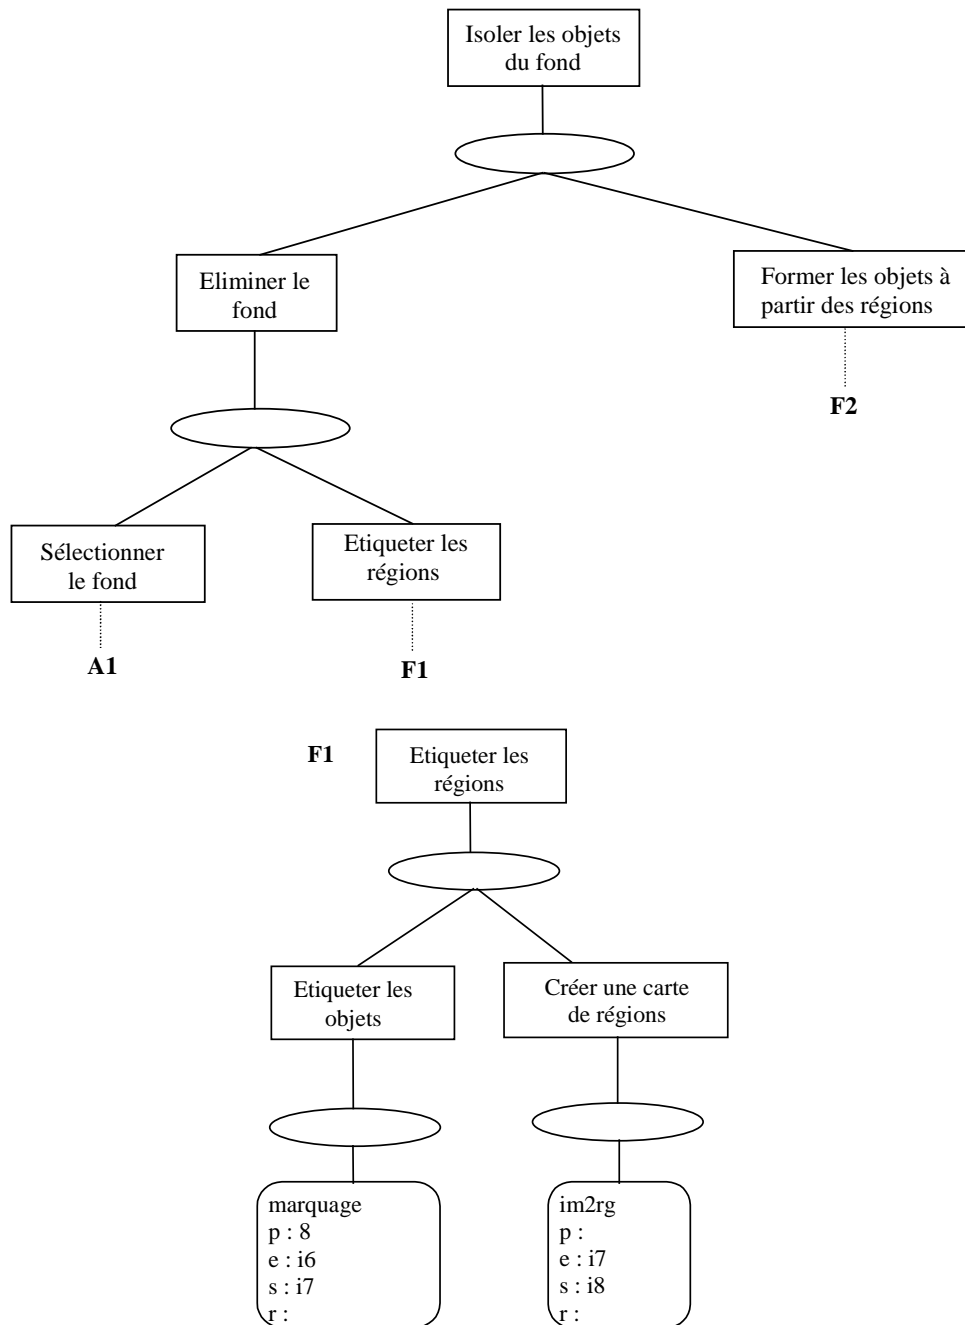 Isoler les objets
du fond
Eliminer le
fond
Former les objets à
partir des régions
F2
Sélectionner
le fond
Etiqueter les
régions
A1
F1
F1
Etiqueter les
régions
Etiqueter les
objets
Créer une carte
de régions
marquage
p : 8
e : i6
s : i7
r :
im2rg
p :
e : i7
s : i8
r :